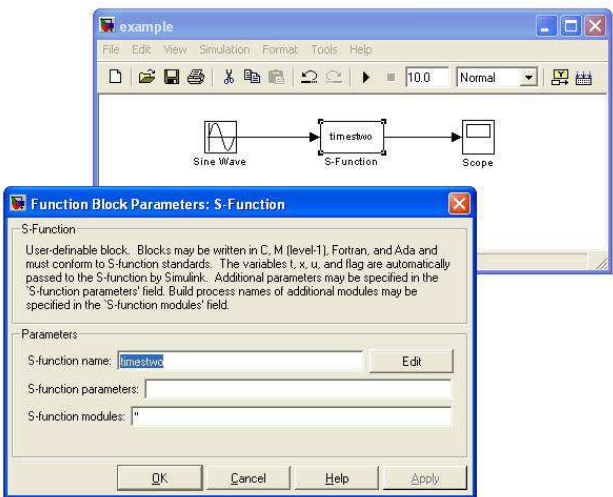 example
File Edit View Simulation Format Tools Help
10.0 Normal
timestwo
Sine Wave S-Function Scope
Function Block Parameters: S-Function
S-Function
User-definable block. Blocks may be written in C, M (level-1), Fortran, and Ada and
must conform to S-function standards. The variables t, x, u, and flag are automatically
passed to the S-function by Simulink. Additional parameters may be specified in the
'S-function parameters' field. Build process names of additional modules may be
specified in the 'S-function modules' field.
Parameters
S-function name: timestwo Edit
S-function parameters:
S-function modules: ''
OK Cancel Help Apply